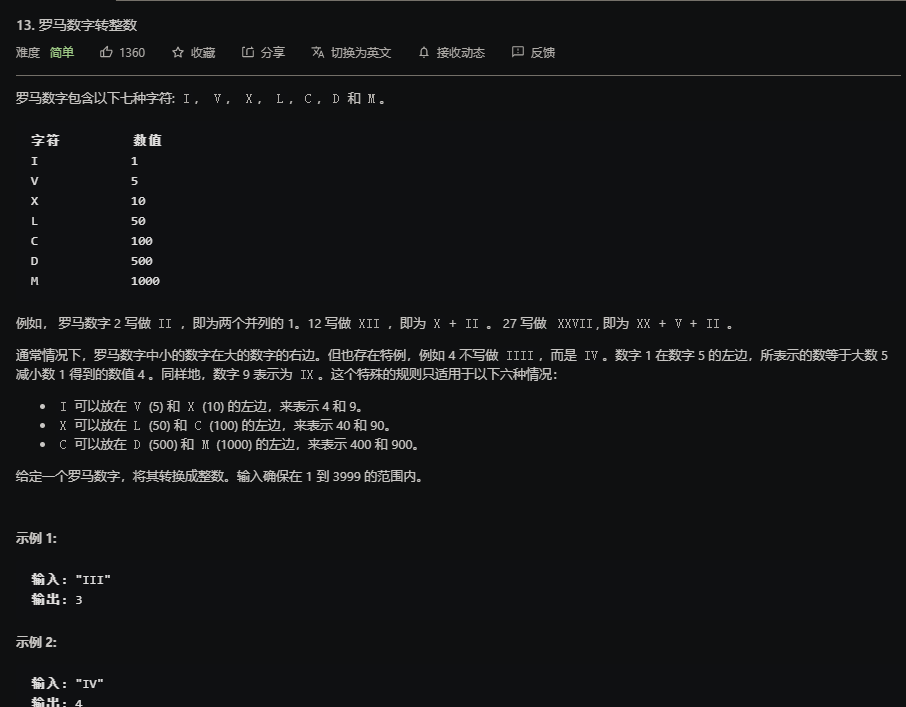 13. 罗马数字转整数
难度 简单 1360 收藏 分享 切换为英文 接收动态 反馈
罗马数字包含以下七种字符: I， V， X， L，C，D 和 M。
字符 数值
I 1
V 5
X 10
L 50
C 100
D 500
M 1000
例如， 罗马数字 2 写做 II ，即为两个并列的 1。12 写做 XII ，即为 X + II 。 27 写做 XXVII, 即为 XX + V + II 。
通常情况下，罗马数字中小的数字在大的数字的右边。但也存在特例，例如 4 不写做 IIII，而是 IV。数字 1 在数字 5 的左边，所表示的数等于大数 5
减小数 1 得到的数值 4 。同样地，数字 9 表示为 IX。这个特殊的规则只适用于以下六种情况：
• I 可以放在 V (5) 和 X (10) 的左边，来表示 4 和 9。
• X 可以放在 L (50) 和 C (100) 的左边，来表示 40 和 90。
• C 可以放在 D (500) 和 M (1000) 的左边，来表示 400 和 900。
给定一个罗马数字，将其转换成整数。输入确保在 1 到 3999 的范围内。
示例 1:
输入: "III"
输出: 3
示例 2:
输入: "IV"
输出: 4